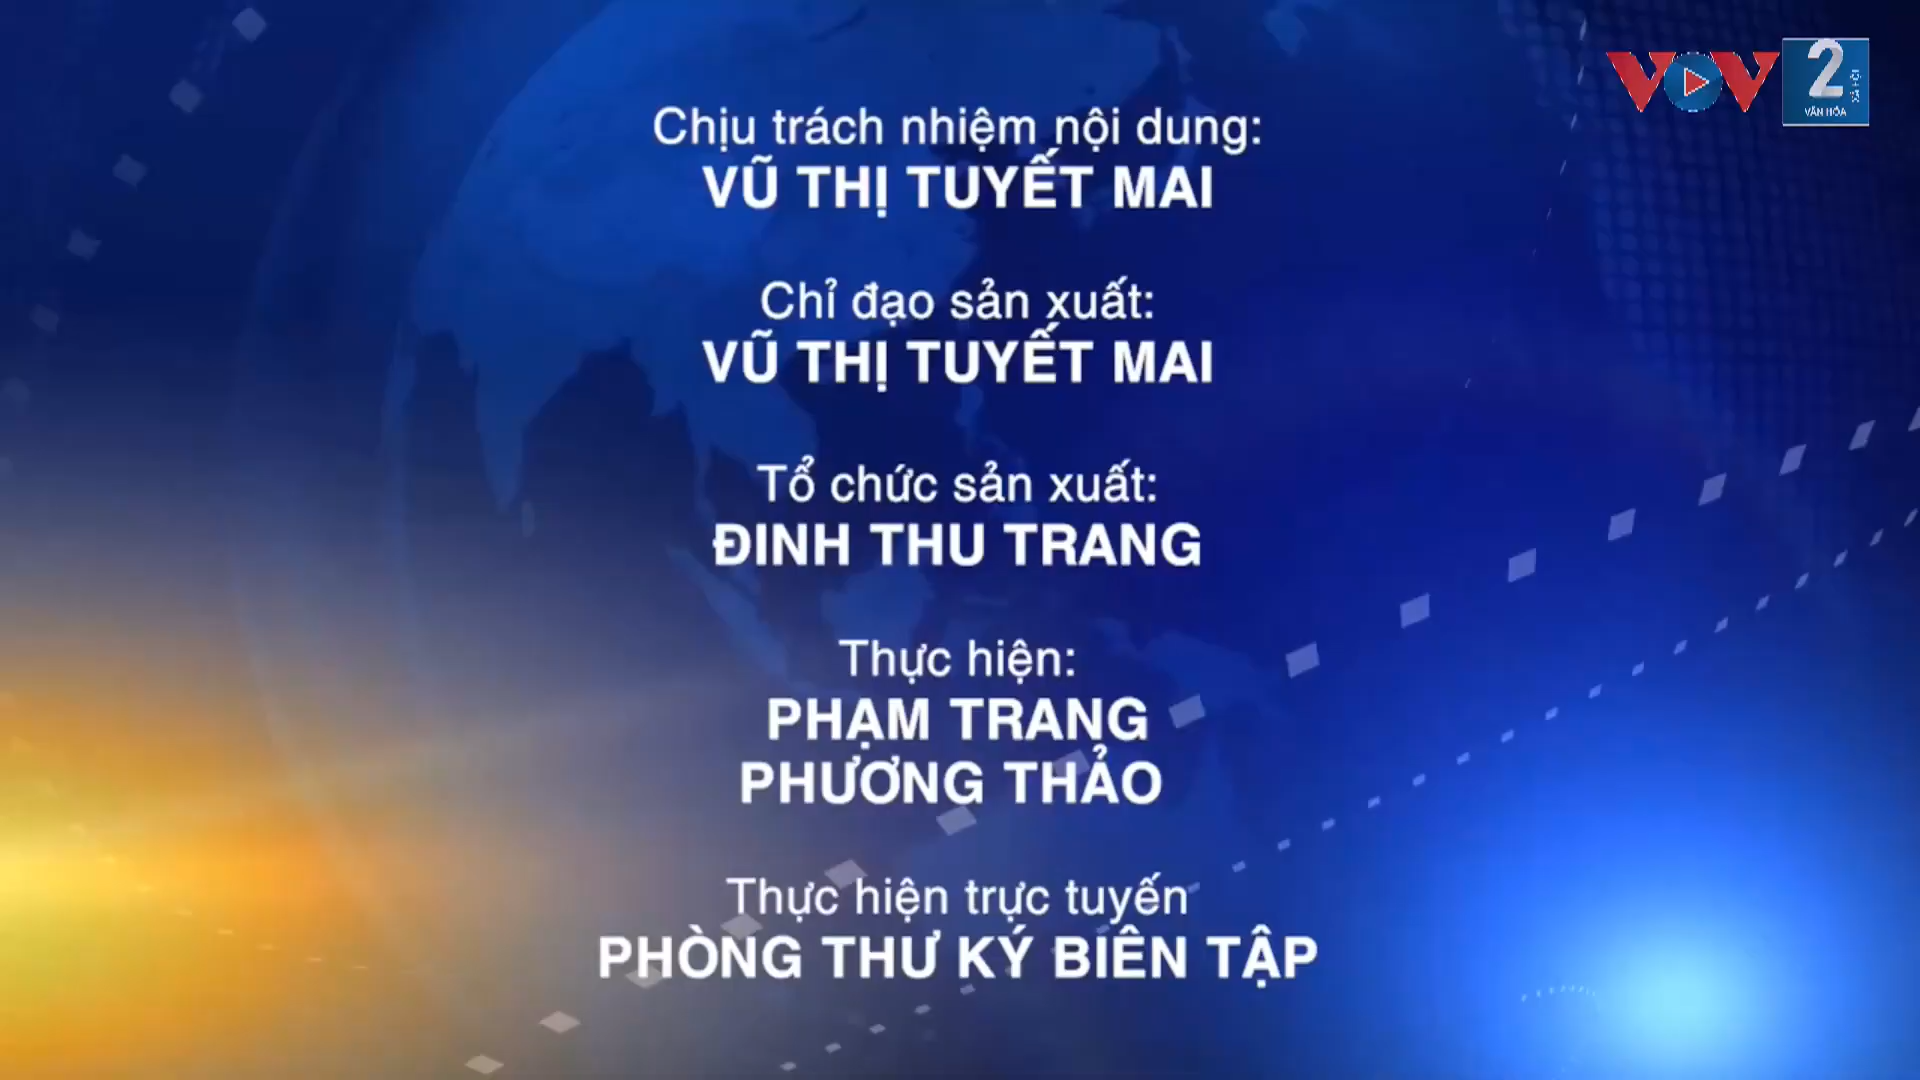 VOV 2
VĂN HÓA
XÃ HỘI
Chịu trách nhiệm nội dung:
VŨ THỊ TUYẾT MAI
Chỉ đạo sản xuất:
VŨ THỊ TUYẾT MAI
Tổ chức sản xuất:
ĐINH THU TRANG
Thực hiện:
PHẠM TRANG
PHƯƠNG THẢO
Thực hiện trực tuyến
PHÒNG THƯ KÝ BIÊN TẬP